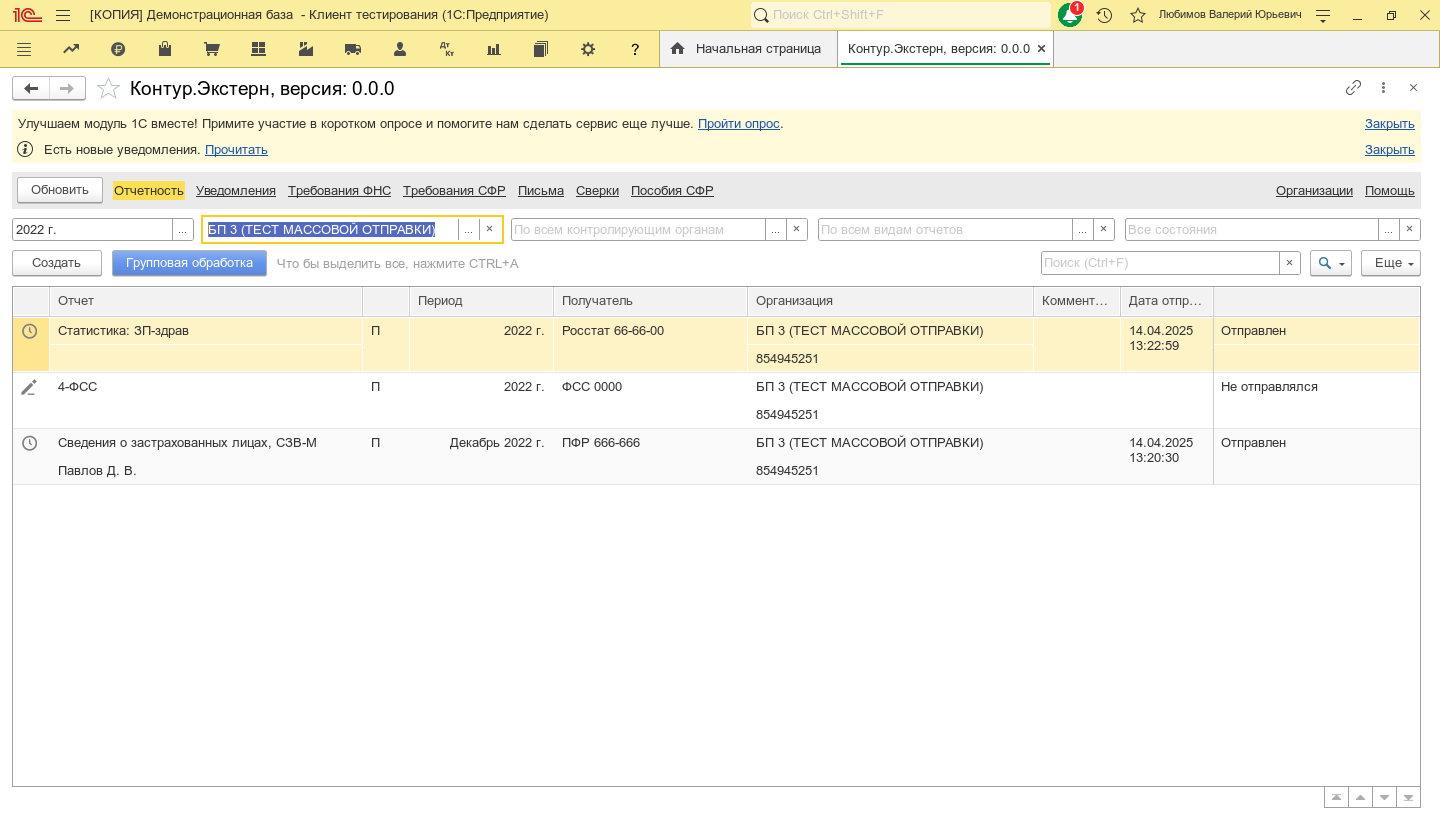 [КОПИЯ] Демонстрационная база - Клиент тестирования (1С:Предприятие)
Поиск Ctrl+Shift+F
1
Любимов Валерий Юрьевич
Дт Кт
?
Начальная страница
Контур.Экстерн, версия: 0.0.0
Контур.Экстерн, версия: 0.0.0
Улучшаем модуль 1С вместе! Примите участие в коротком опросе и помогите нам сделать сервис еще лучше. Пройти опрос.
Закрыть
Есть новые уведомления. Прочитать
Закрыть
Обновить Отчетность Уведомления Требования ФНС Требования СФР Письма Сверки Пособия СФР Организации Помощь
2022 г. ... БП 3 (ТЕСТ МАССОВОЙ ОТПРАВКИ) ... × По всем контролирующим органам ... × По всем видам отчетов ... × Все состояния ... ×
Создать Групповая обработка Что бы выделить все, нажмите CTRL+A Поиск (Ctrl+F) × Еще
Отчет Период Получатель Организация Коммент... Дата отпр...
Статистика: ЗП-здрав П 2022 г. Росстат 66-66-00 БП 3 (ТЕСТ МАССОВОЙ ОТПРАВКИ) 14.04.2025 Отправлен
13:22:59
854945251
4-ФСС П 2022 г. ФСС 0000 БП 3 (ТЕСТ МАССОВОЙ ОТПРАВКИ) Не отправлялся
854945251
Сведения о застрахованных лицах, СЗВ-М П Декабрь 2022 г. ПФР 666-666 БП 3 (ТЕСТ МАССОВОЙ ОТПРАВКИ) 14.04.2025 Отправлен
13:20:30
Павлов Д. В. 854945251